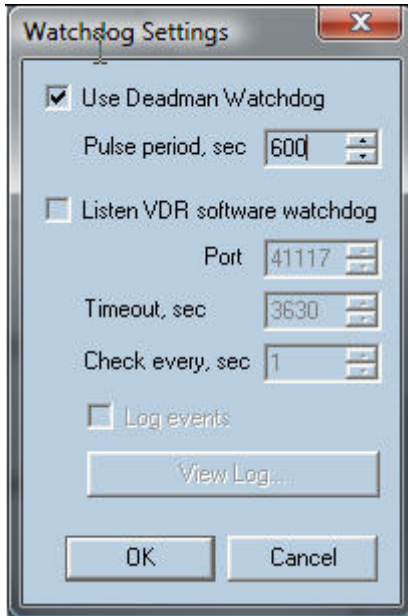 Watchdog Settings
Use Deadman Watchdog
Pulse period, sec 600
Listen VDR software watchdog
Port 41117
Timeout, sec 3630
Check every, sec 1
Log events
View Log....
OK Cancel